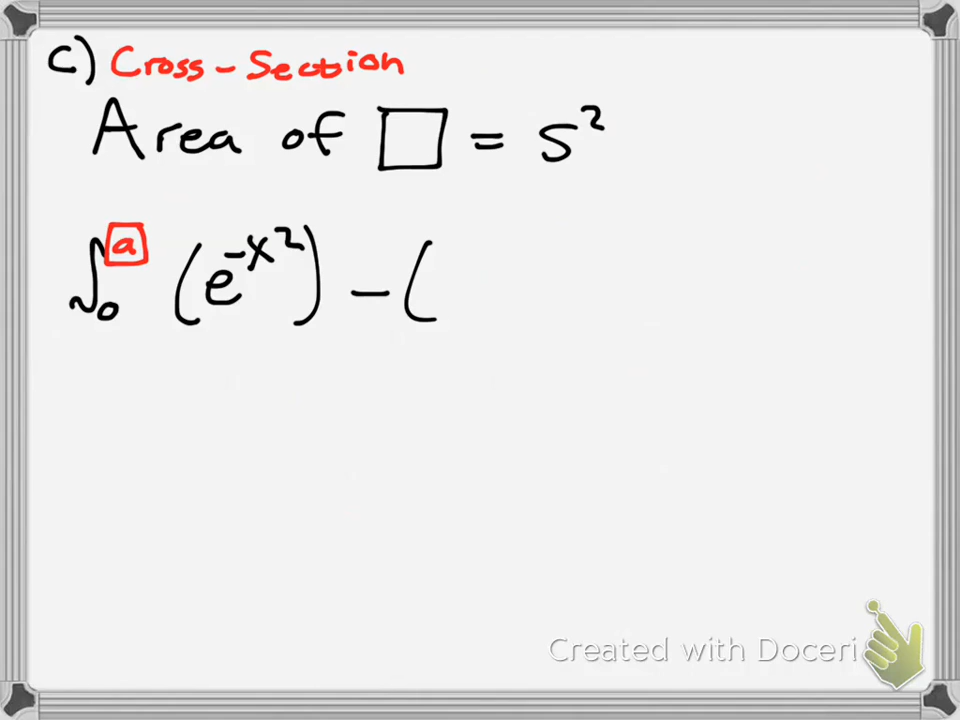 C) Cross-Section
Area of □ = s²
∫₀ᵃ (e^-x²) - (
Created with Doceri